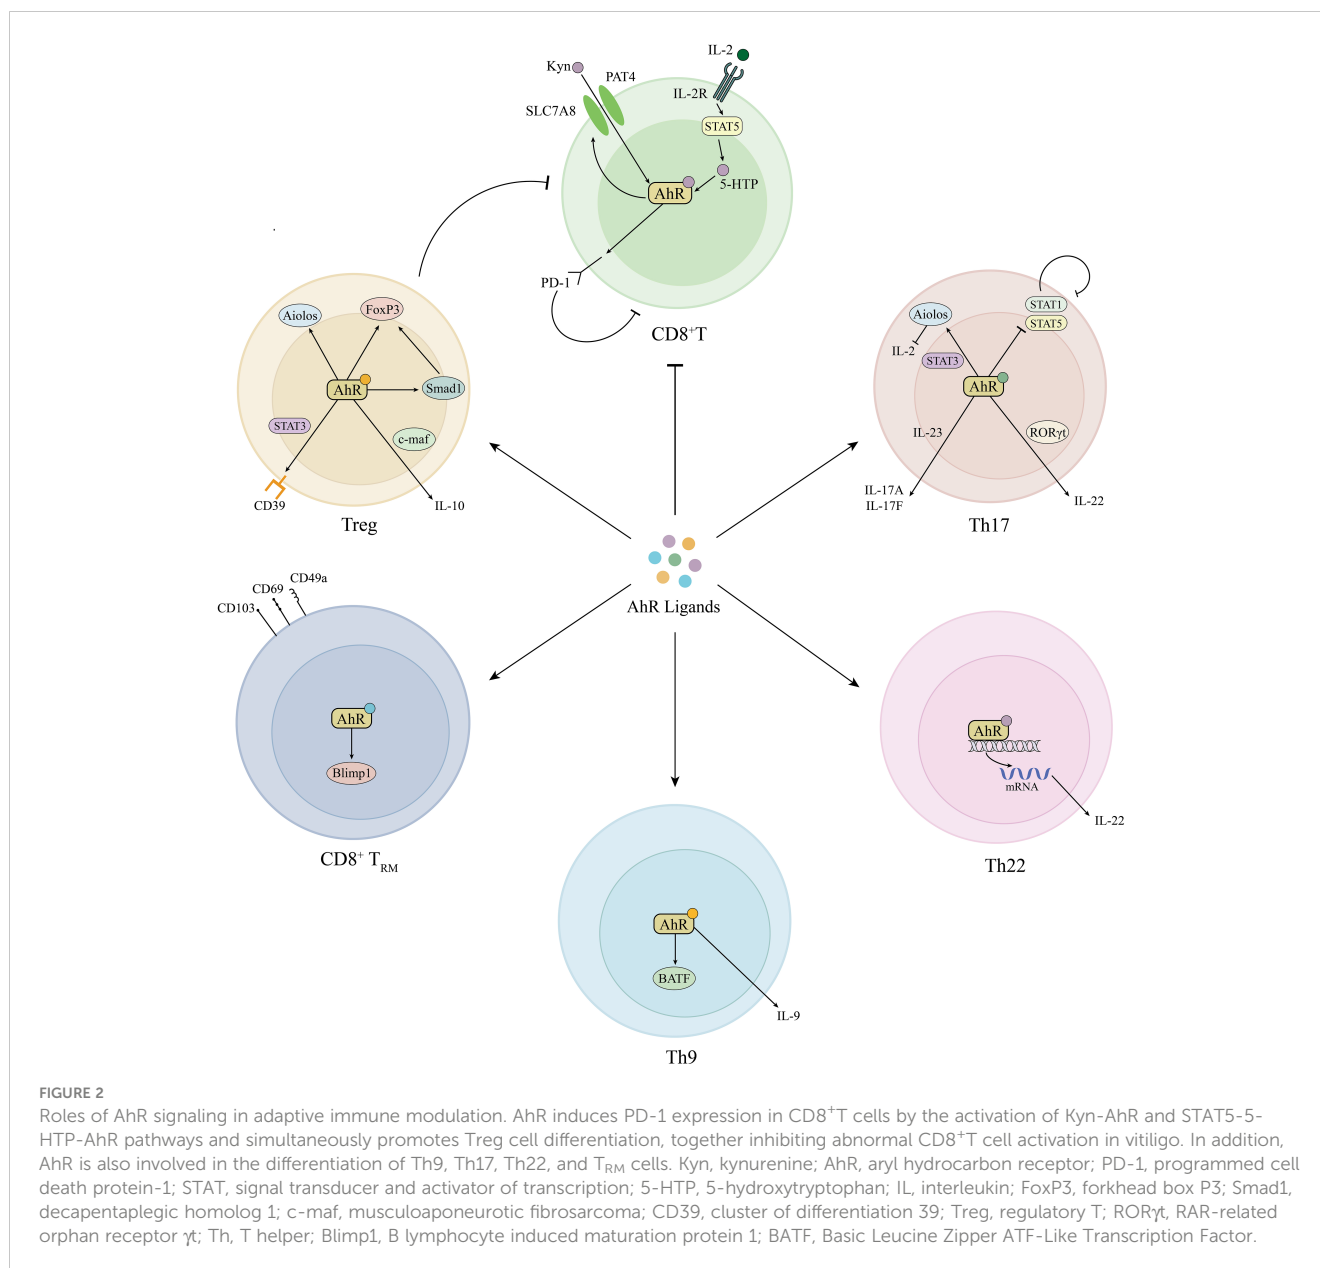 IL-2
Kyn
PAT4
IL-2R
SLC7A8
STAT5
5-HTP
AhR
PD-1
CD8⁺T
Aiolos
FoxP3
AhR
Smad1
STAT3
c-maf
CD39
IL-10
Treg
STAT1
Aiolos
STAT5
IL-2
STAT3
AhR
IL-23
RORγt
IL-17A
IL-17F
IL-22
Th17
AhR Ligands
CD49a
CD69
CD103
AhR
Blimp1
CD8⁺ T_RM
AhR
mRNA
IL-22
Th22
AhR
BATF
IL-9
Th9
FIGURE 2
Roles of AhR signaling in adaptive immune modulation. AhR induces PD-1 expression in CD8⁺T cells by the activation of Kyn-AhR and STAT5-5-
HTP-AhR pathways and simultaneously promotes Treg cell differentiation, together inhibiting abnormal CD8⁺T cell activation in vitiligo. In addition,
AhR is also involved in the differentiation of Th9, Th17, Th22, and T_RM cells. Kyn, kynurenine; AhR, aryl hydrocarbon receptor; PD-1, programmed cell
death protein-1; STAT, signal transducer and activator of transcription; 5-HTP, 5-hydroxytryptophan; IL, interleukin; FoxP3, forkhead box P3; Smad1,
decapentaplegic homolog 1; c-maf, musculoaponeurotic fibrosarcoma; CD39, cluster of differentiation 39; Treg, regulatory T; RORγt, RAR-related
orphan receptor γt; Th, T helper; Blimp1, B lymphocyte induced maturation protein 1; BATF, Basic Leucine Zipper ATF-Like Transcription Factor.